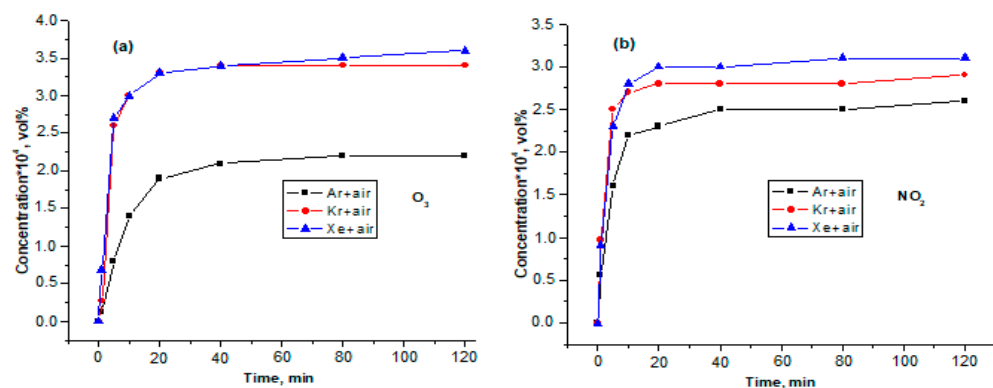 (a)
4.0
3.5
3.0
2.5
2.0
1.5
1.0
0.5
0.0
Concentration*10⁴, vol%
Ar+air
Kr+air
Xe+air
O₃
0 20 40 60 80 100 120
Time, min
(b)
3.5
3.0
2.5
2.0
1.5
1.0
0.5
0.0
Concentration*10⁴, vol%
Ar+air
Kr+air
Xe+air
NO₂
0 20 40 60 80 100 120
Time, min